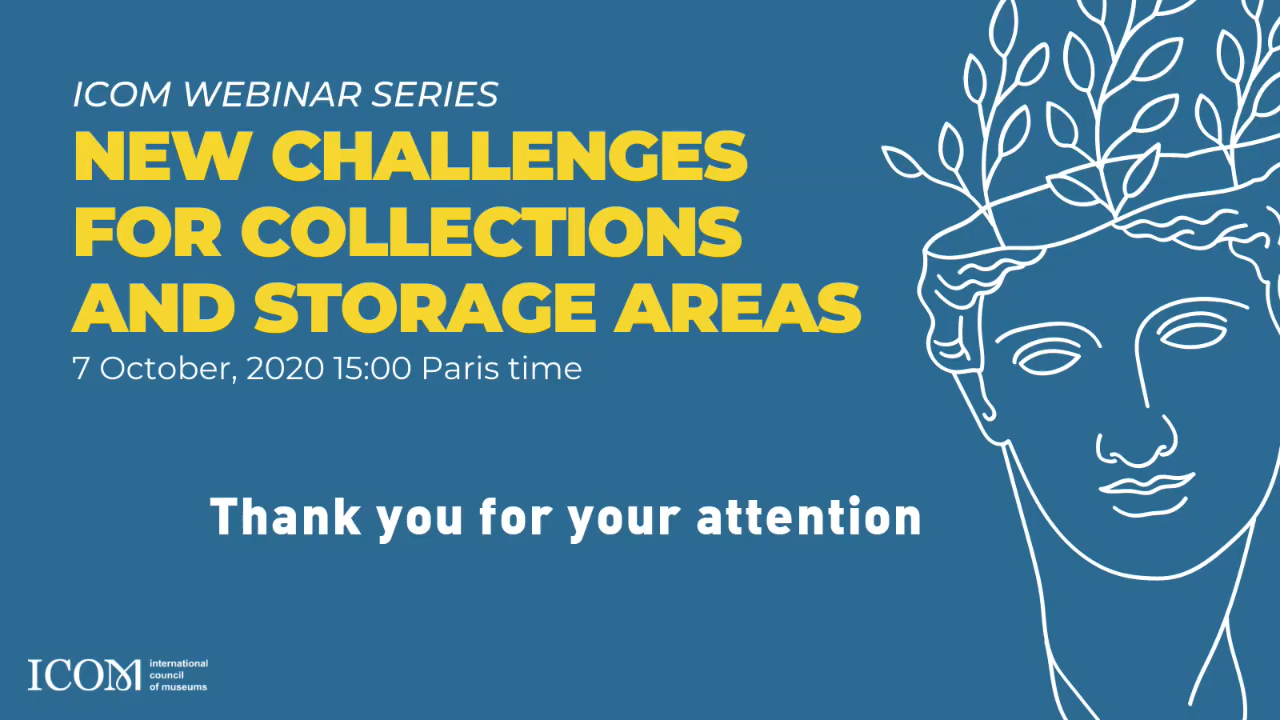 ICOM WEBINAR SERIES
NEW CHALLENGES
FOR COLLECTIONS
AND STORAGE AREAS
7 October, 2020 15:00 Paris time
Thank you for your attention
ICOM
international
council
of museums